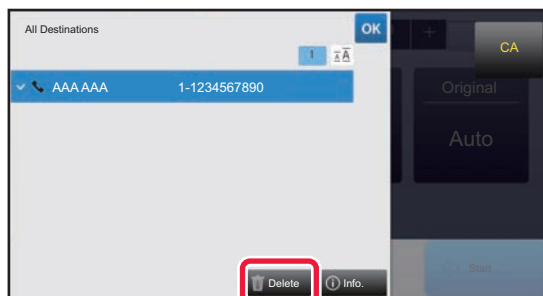 All Destinations
OK
CA
1
AAA AAA 1-1234567890
Original
Auto
Delete
Info.
Start